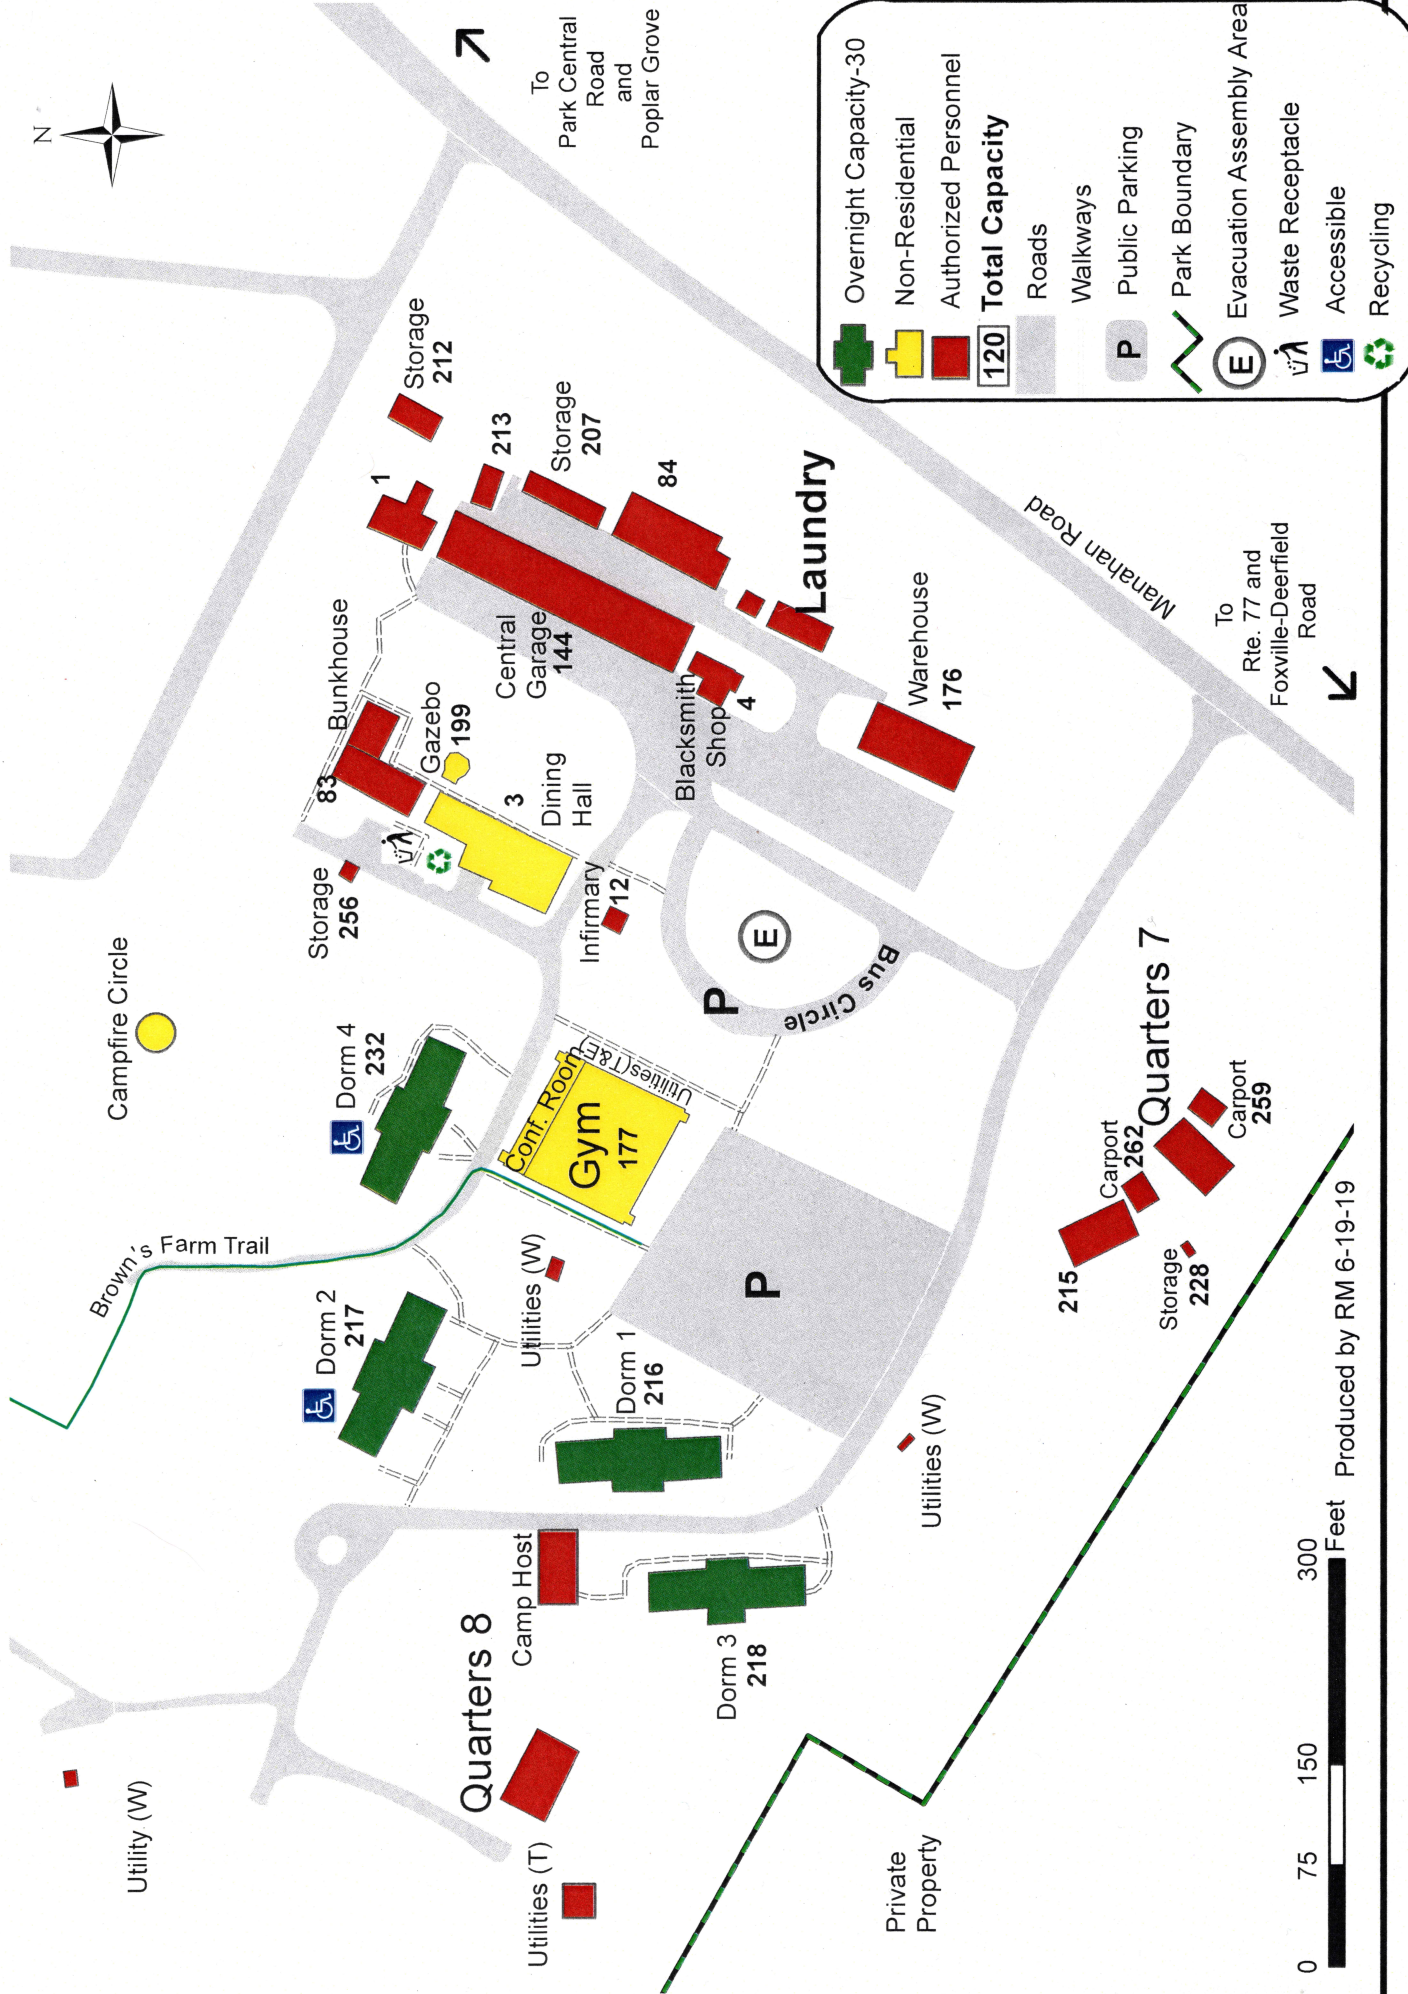 N
To
Park Central
Road
and
Poplar Grove
Overnight Capacity-30
Non-Residential
Authorized Personnel
120 Total Capacity
Roads
Walkways
P Public Parking
Park Boundary
E Evacuation Assembly Area
Waste Receptacle
Accessible
Recycling
Storage
212
1
213
Storage
207
84
Laundry
Manahan Road
To
Rte. 77 and
Foxville-Deerfield
Road
Bunkhouse
83
Gazebo
199
Central
Garage
144
Blacksmith
Shop
4
Warehouse
176
3
Dining
Hall
Storage
256
Infirmary
12
E
P
Bus Circle
Campfire Circle
Dorm 4
232
Conf. Room
Gym
177
Utilities(T&E)
Quarters 7
Carport
262
Carport
259
215
Storage
228
Brown's Farm Trail
Dorm 2
217
Utilities (W)
P
Dorm 1
216
Utilities (W)
Camp Host
Quarters 8
Dorm 3
218
Utility (W)
Utilities (T)
Private
Property
0 75 150 300
Feet
Produced by RM 6-19-19